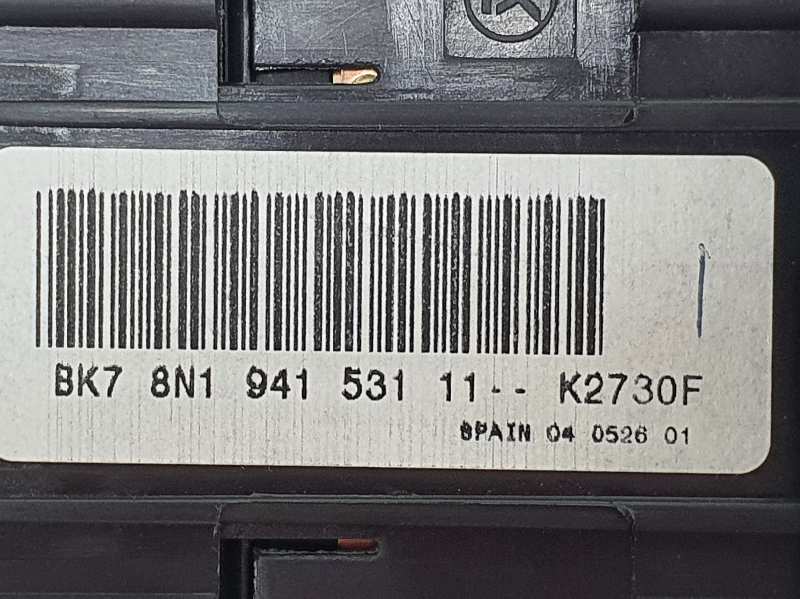 BK7 8N1 941 531 11-- K2730F
SPAIN 04 0526 01